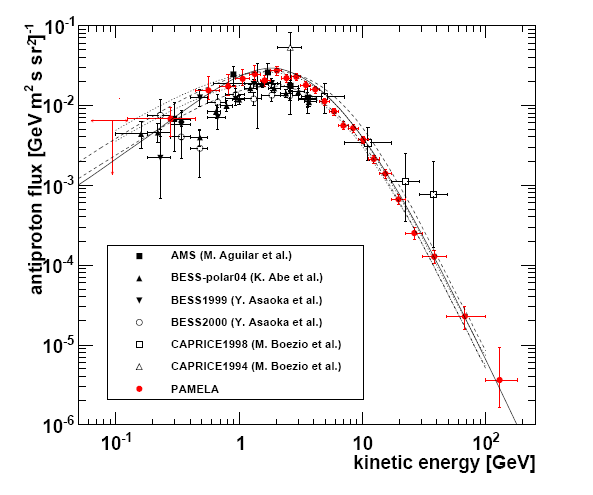 antiproton flux [GeV m² s sr²]⁻¹
10⁻¹
10⁻²
10⁻³
10⁻⁴
10⁻⁵
10⁻⁶
AMS (M. Aguilar et al.)
BESS-polar04 (K. Abe et al.)
BESS1999 (Y. Asaoka et al.)
BESS2000 (Y. Asaoka et al.)
CAPRICE1998 (M. Boezio et al.)
CAPRICE1994 (M. Boezio et al.)
PAMELA
10⁻¹ 1 10 10²
kinetic energy [GeV]